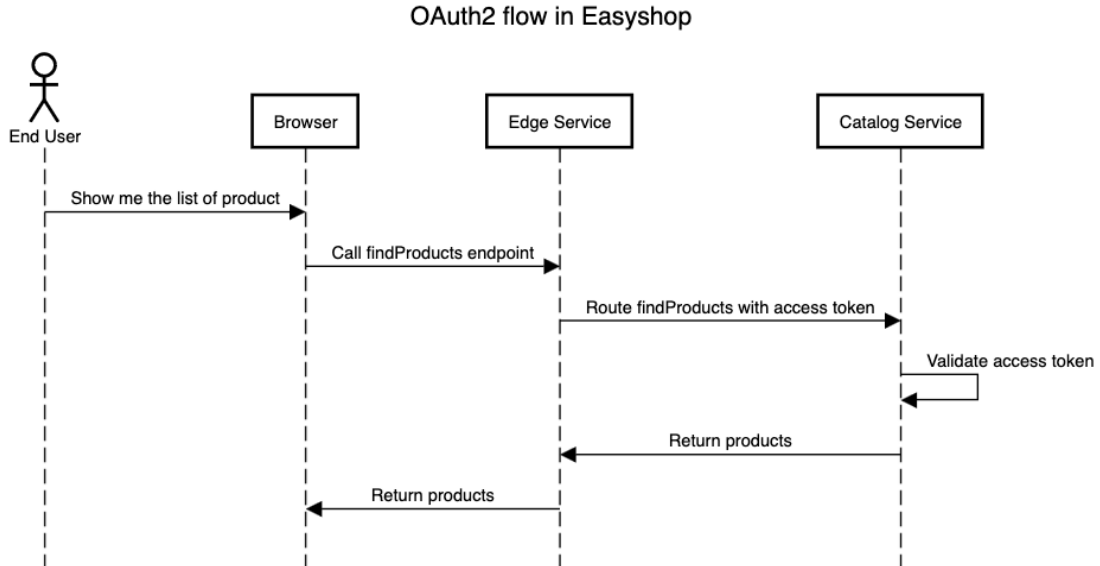 OAuth2 flow in Easyshop
End User
Browser
Edge Service
Catalog Service
Show me the list of product
Call findProducts endpoint
Route findProducts with access token
Validate access token
Return products
Return products